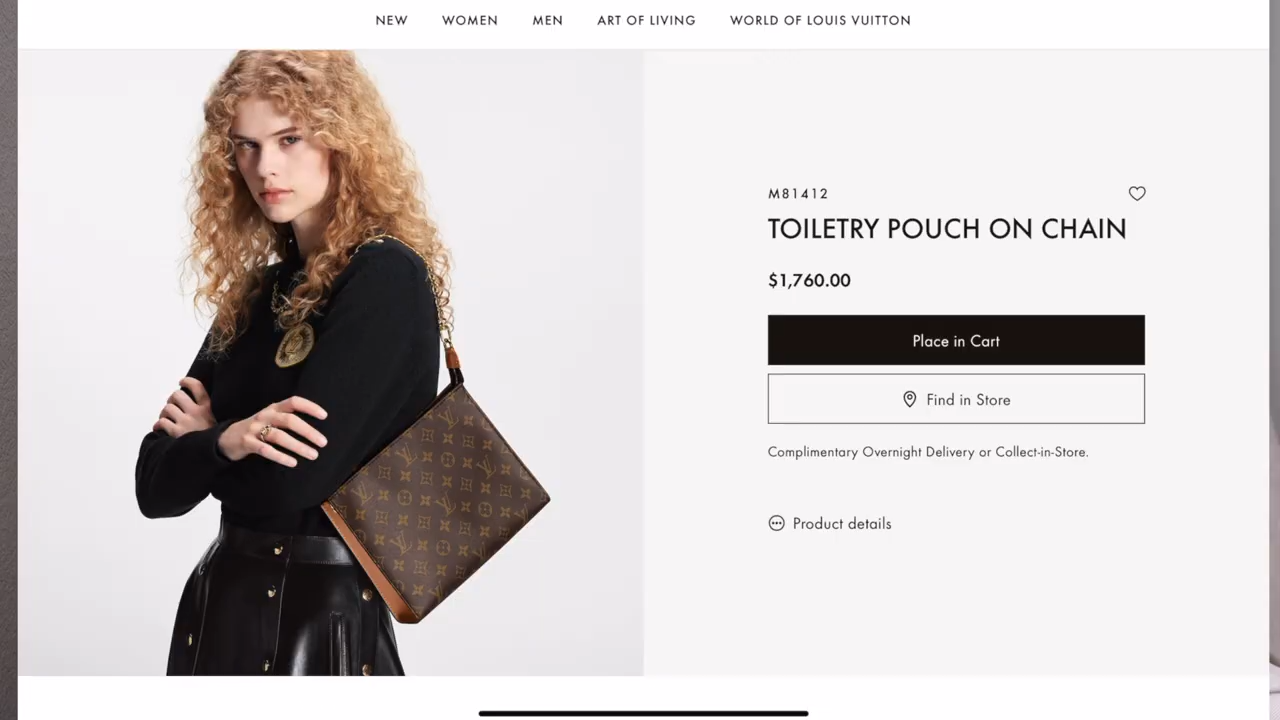 NEW WOMEN MEN ART OF LIVING WORLD OF LOUIS VUITTON
M81412
TOILETRY POUCH ON CHAIN
$1,760.00
Place in Cart
Find in Store
Complimentary Overnight Delivery or Collect-in-Store.
Product details